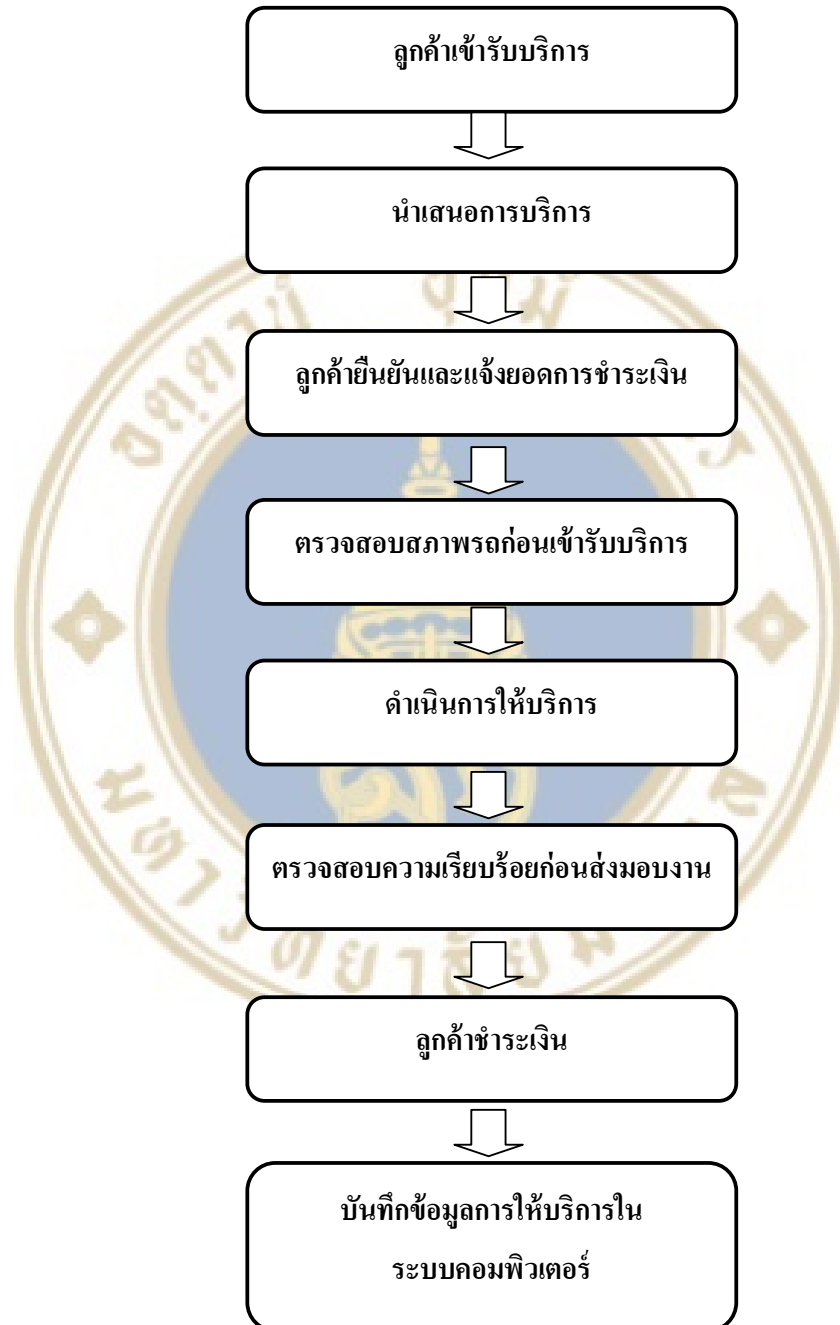 ลูกค้าเข้ารับบริการ
นำเสนอการบริการ
ลูกค้ายืนยันและแจ้งยอดการชำระเงิน
ตรวจสอบสภาพรถก่อนเข้ารับบริการ
ดำเนินการให้บริการ
ตรวจสอบความเรียบร้อยก่อนส่งมอบงาน
ลูกค้าชำระเงิน
บันทึกข้อมูลการให้บริการใน
ระบบคอมพิวเตอร์